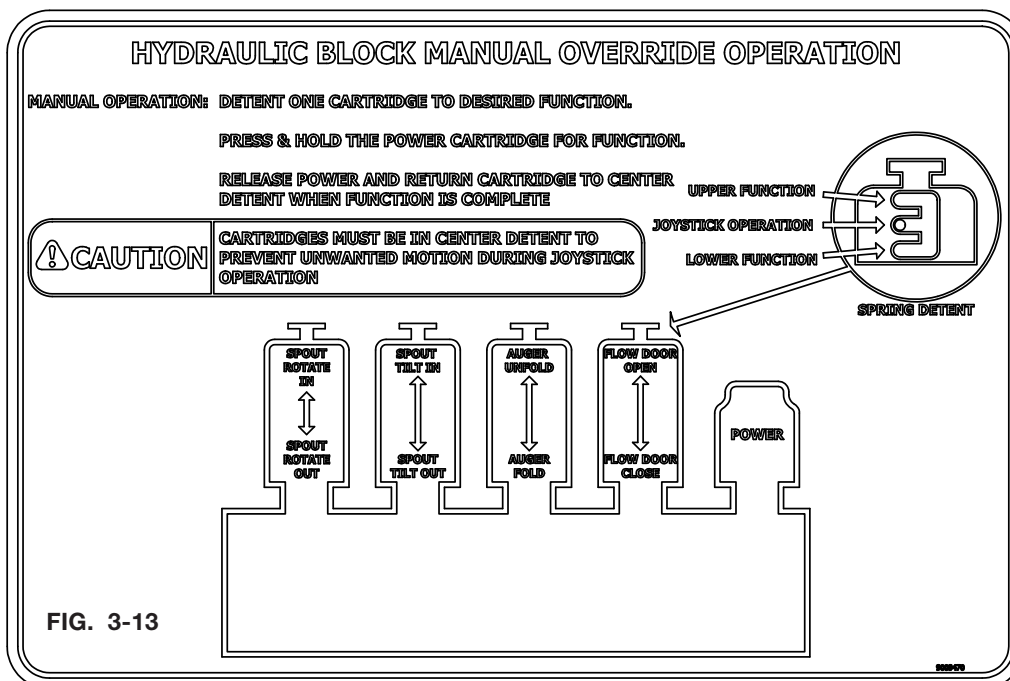 HYDRAULIC BLOCK MANUAL OVERRIDE OPERATION
MANUAL OPERATION: DETENT ONE CARTRIDGE TO DESIRED FUNCTION.
PRESS & HOLD THE POWER CARTRIDGE FOR FUNCTION.
RELEASE POWER AND RETURN CARTRIDGE TO CENTER
DETENT WHEN FUNCTION IS COMPLETE
UPPER FUNCTION
JOYSTICK OPERATION
LOWER FUNCTION
SPRING DETENT
CAUTION
CARTRIDGES MUST BE IN CENTER DETENT TO
PREVENT UNWANTED MOTION DURING JOYSTICK
OPERATION
SPOUT
ROTATE
IN
SPOUT
ROTATE
OUT
SPOUT
TILT IN
SPOUT
TILT OUT
AUGER
UNFOLD
AUGER
FOLD
FLOW DOOR
OPEN
FLOW DOOR
CLOSE
POWER
FIG. 3-13